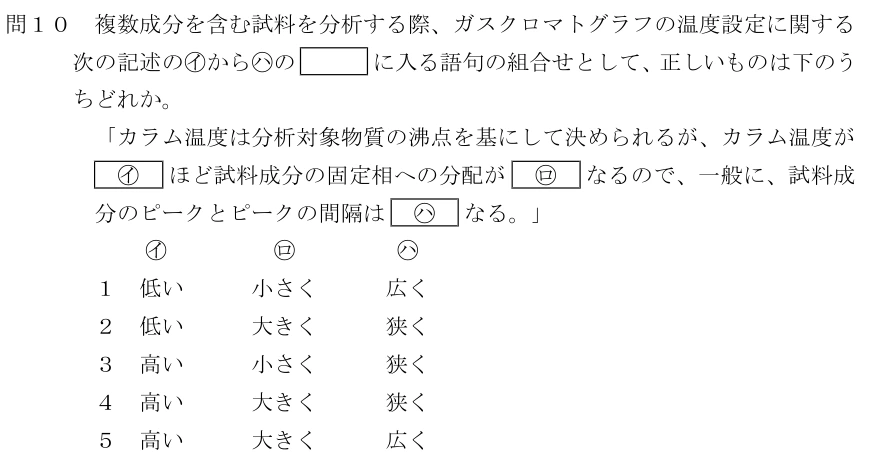 問１０　複数成分を含む試料を分析する際、ガスクロマトグラフの温度設定に関する
次の記述の㋑から㋩の　　　に入る語句の組合せとして、正しいものは下のう
ちどれか。
「カラム温度は分析対象物質の沸点を基にして決められるが、カラム温度が
㋑　ほど試料成分の固定相への分配が　㋺　なるので、一般に、試料成
分のピークとピークの間隔は　㋩　なる。」
㋑　㋺　㋩
１　低い　小さく　広く
２　低い　大きく　狭く
３　高い　小さく　狭く
４　高い　大きく　狭く
５　高い　大きく　広く